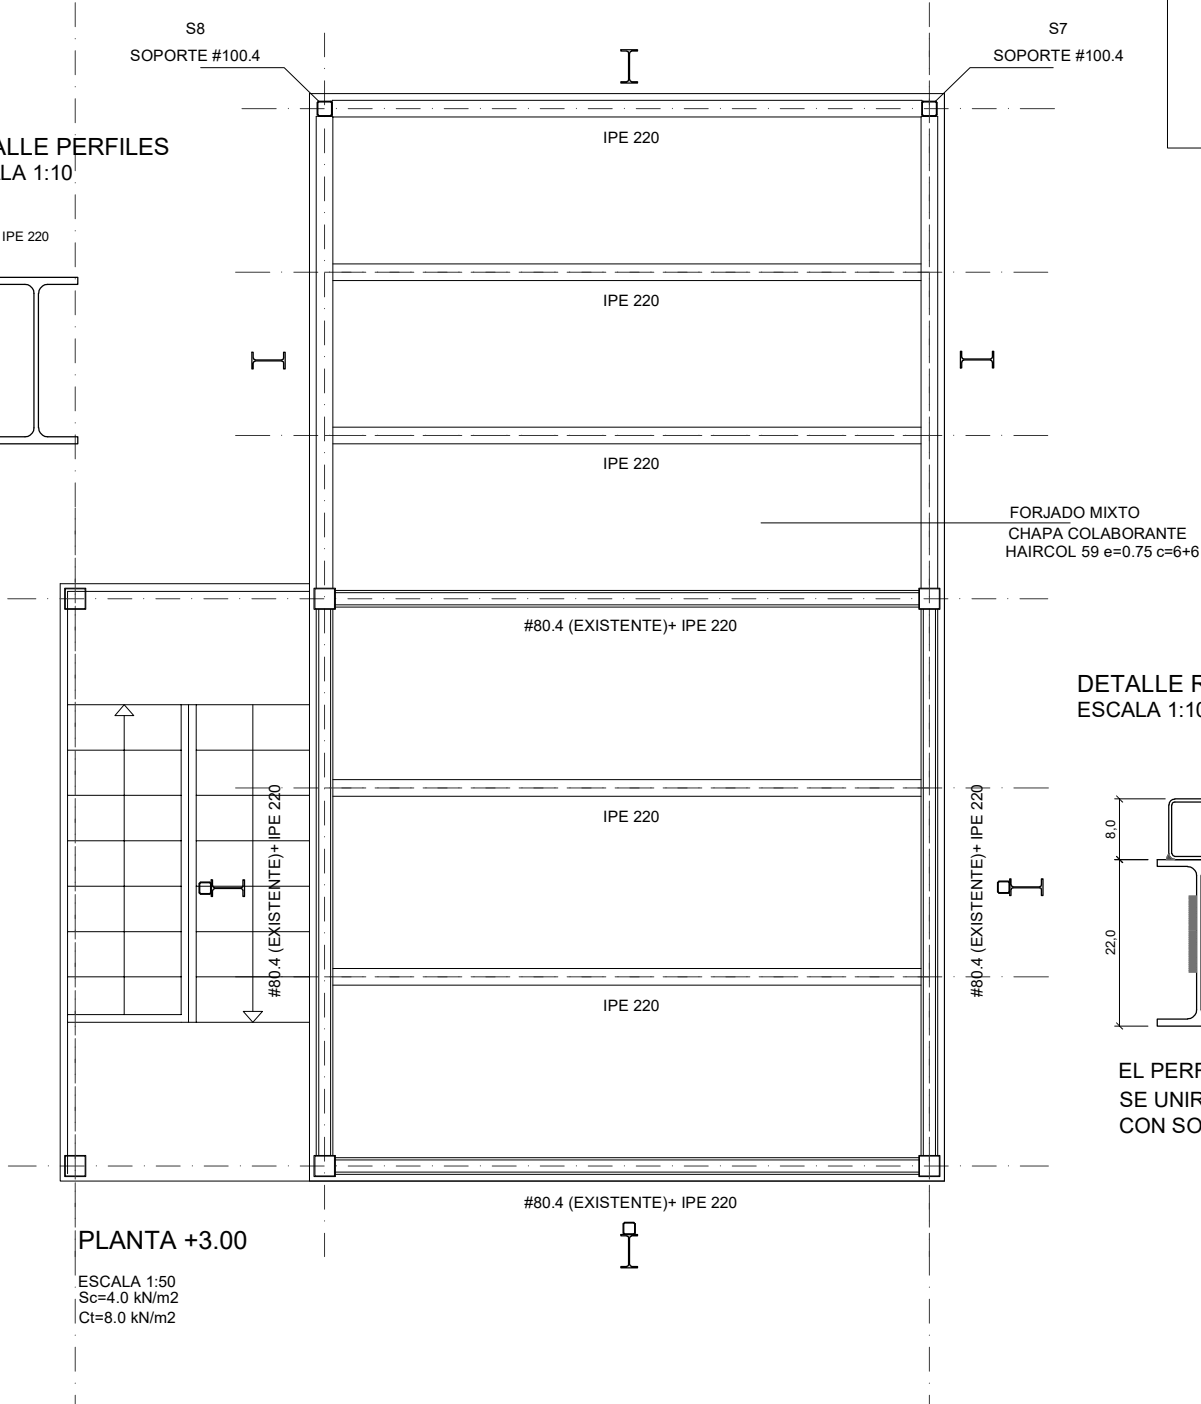 S8
SOPORTE #100.4
S7
SOPORTE #100.4
ALLE PERFILES
LA 1:10
IPE 220
IPE 220
IPE 220
IPE 220
FORJADO MIXTO
CHAPA COLABORANTE
HAIRCOL 59 e=0.75 c=6+6
#80.4 (EXISTENTE)+ IPE 220
DETALLE R
ESCALA 1:10
#80.4 (EXISTENTE)+ IPE 220
#80.4 (EXISTENTE)+ IPE 220
IPE 220
8,0
22,0
IPE 220
EL PERF
SE UNIR
CON SO
#80.4 (EXISTENTE)+ IPE 220
PLANTA +3.00
ESCALA 1:50
Sc=4.0 kN/m2
Ct=8.0 kN/m2